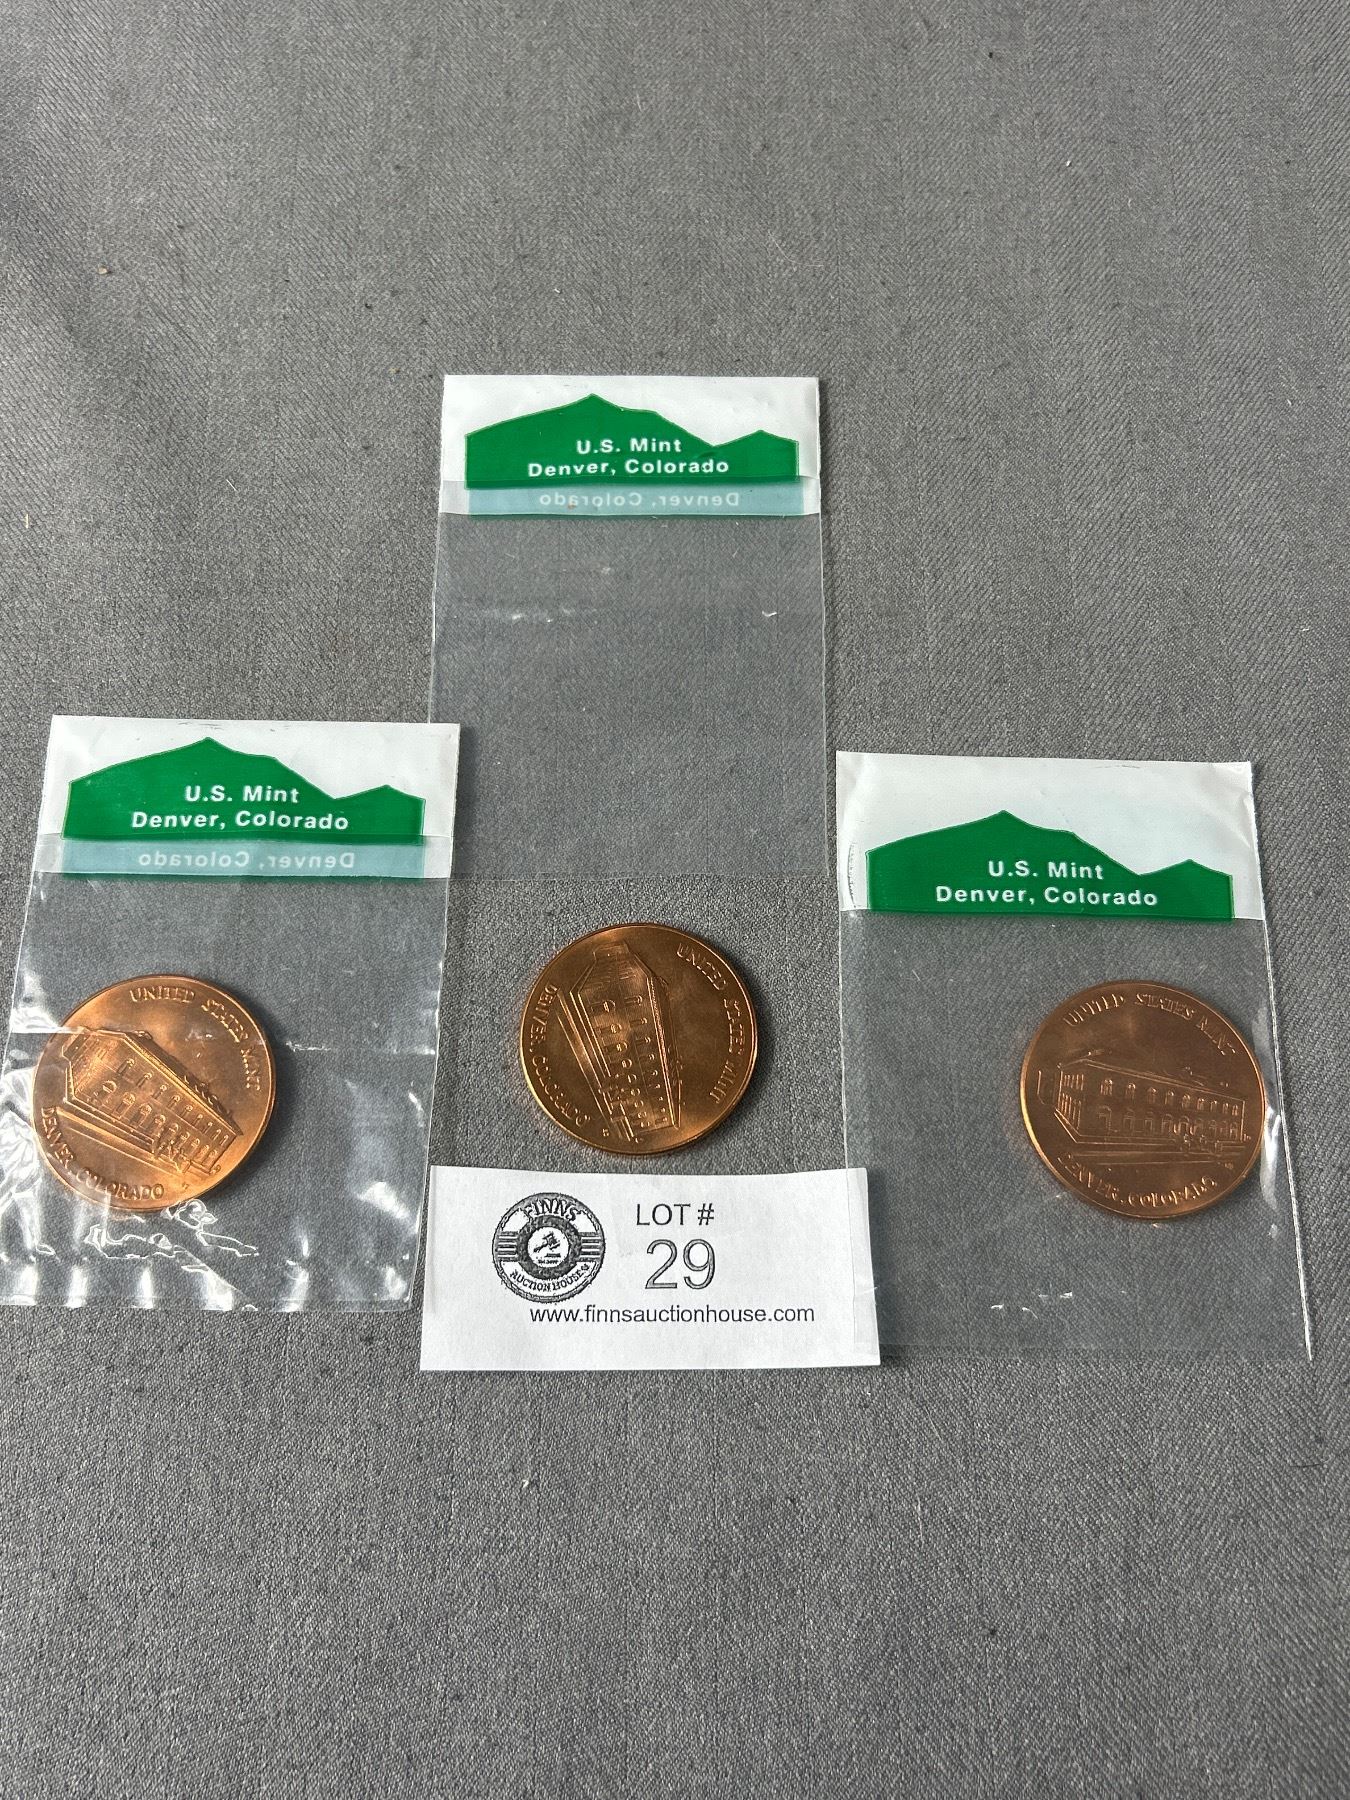 U.S. Mint
Denver, Colorado
Denver, Colorado
U.S. Mint
Denver, Colorado
Denver, Colorado
U.S. Mint
Denver, Colorado
UNITED STATES MINT
DENVER, COLORADO
UNITED STATES MINT
DENVER, COLORADO
UNITED STATES MINT
DENVER, COLORADO
FINNS
AUCTION HOUSE
LOT #
29
www.finnsauctionhouse.com